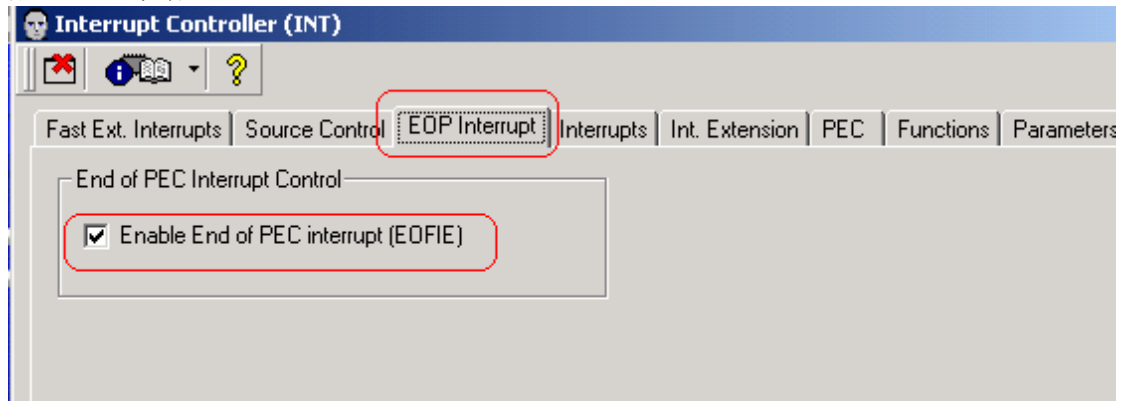 Interrupt Controller (INT)
Fast Ext. Interrupts Source Control EOP Interrupt Interrupts Int. Extension PEC Functions Parameters
End of PEC Interrupt Control
Enable End of PEC interrupt (EOFIE)